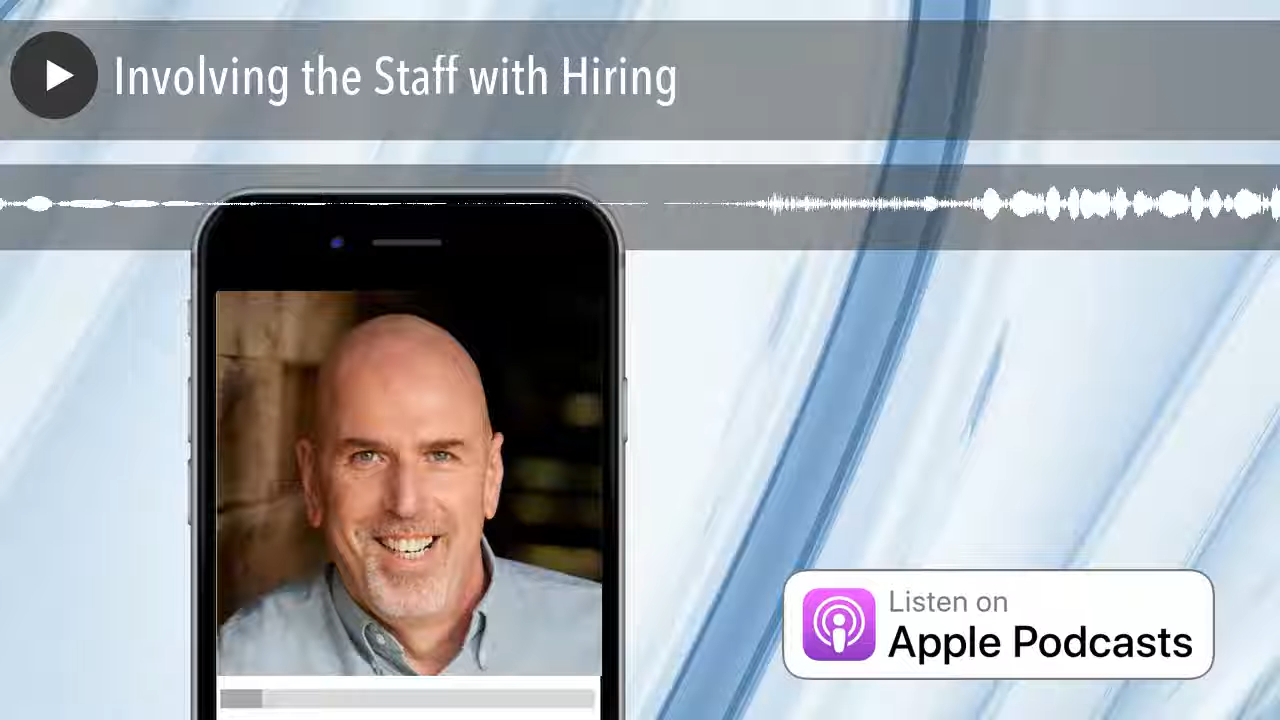 Involving the Staff with Hiring
Listen on
Apple Podcasts